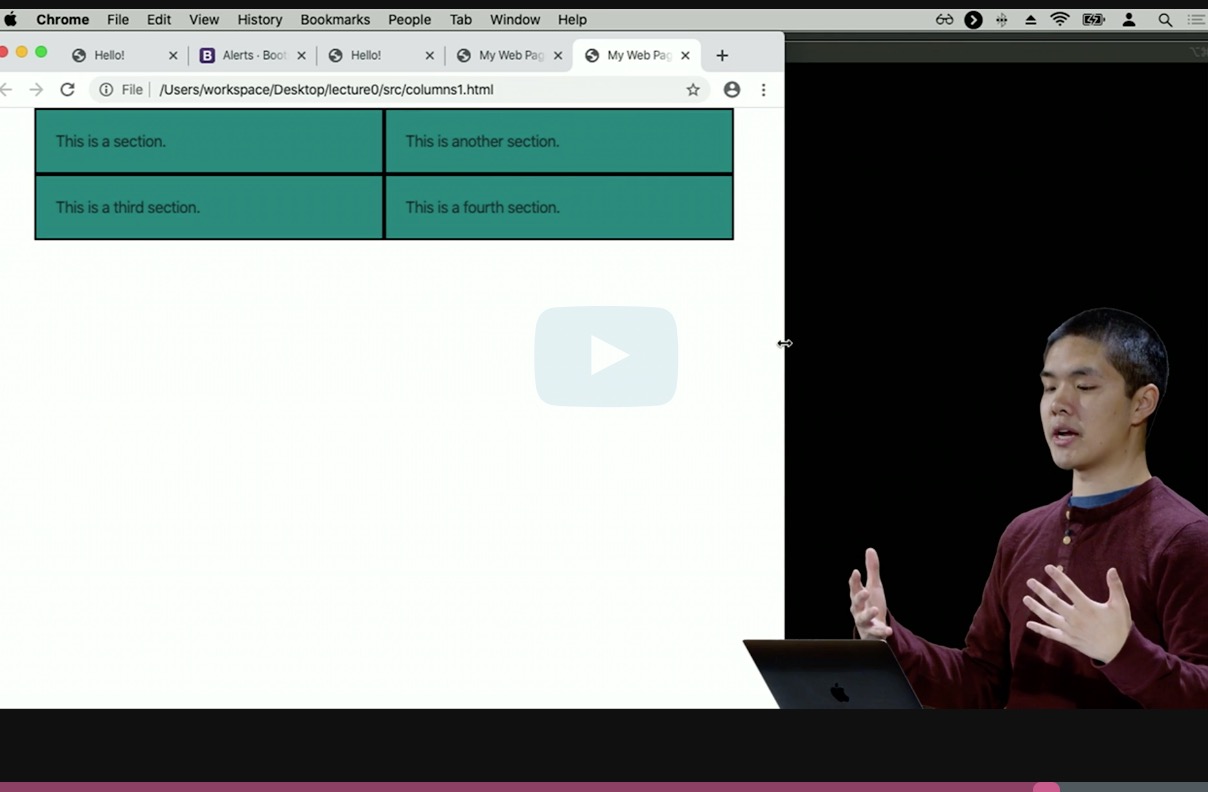 Chrome File Edit View History Bookmarks People Tab Window Help
Hello! B Alerts · Boot Hello! My Web Pag My Web Pag
File /Users/workspace/Desktop/lecture0/src/columns1.html
This is a section. This is another section.
This is a third section. This is a fourth section.